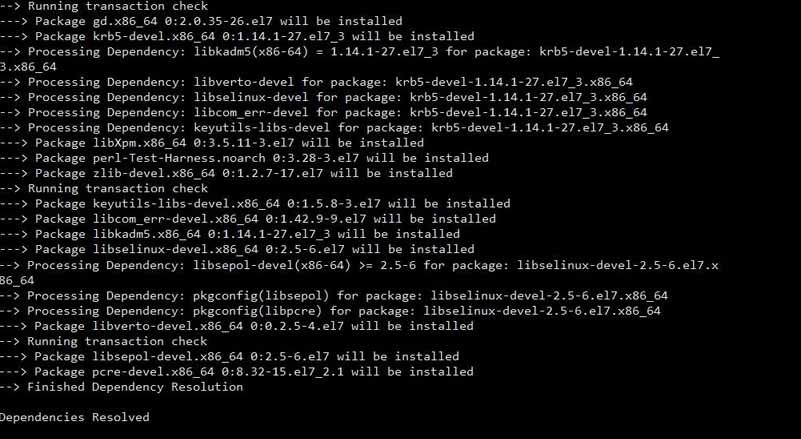 --> Running transaction check
---> Package gd.x86_64 0:2.0.35-26.el7 will be installed
---> Package krb5-devel.x86_64 0:1.14.1-27.el7_3 will be installed
--> Processing Dependency: libkadm5(x86-64) = 1.14.1-27.el7_3 for package: krb5-devel-1.14.1-27.el7_
3.x86_64
--> Processing Dependency: libverto-devel for package: krb5-devel-1.14.1-27.el7_3.x86_64
--> Processing Dependency: libselinux-devel for package: krb5-devel-1.14.1-27.el7_3.x86_64
--> Processing Dependency: libcom_err-devel for package: krb5-devel-1.14.1-27.el7_3.x86_64
--> Processing Dependency: keyutils-libs-devel for package: krb5-devel-1.14.1-27.el7_3.x86_64
---> Package libXpm.x86_64 0:3.5.11-3.el7 will be installed
---> Package perl-Test-Harness.noarch 0:3.28-3.el7 will be installed
---> Package zlib-devel.x86_64 0:1.2.7-17.el7 will be installed
--> Running transaction check
---> Package keyutils-libs-devel.x86_64 0:1.5.8-3.el7 will be installed
---> Package libcom_err-devel.x86_64 0:1.42.9-9.el7 will be installed
---> Package libkadm5.x86_64 0:1.14.1-27.el7_3 will be installed
---> Package libselinux-devel.x86_64 0:2.5-6.el7 will be installed
--> Processing Dependency: libsepol-devel(x86-64) >= 2.5-6 for package: libselinux-devel-2.5-6.el7.x
86_64
--> Processing Dependency: pkgconfig(libsepol) for package: libselinux-devel-2.5-6.el7.x86_64
--> Processing Dependency: pkgconfig(libpcre) for package: libselinux-devel-2.5-6.el7.x86_64
---> Package libverto-devel.x86_64 0:0.2.5-4.el7 will be installed
--> Running transaction check
---> Package libsepol-devel.x86_64 0:2.5-6.el7 will be installed
---> Package pcre-devel.x86_64 0:8.32-15.el7_2.1 will be installed
--> Finished Dependency Resolution
Dependencies Resolved